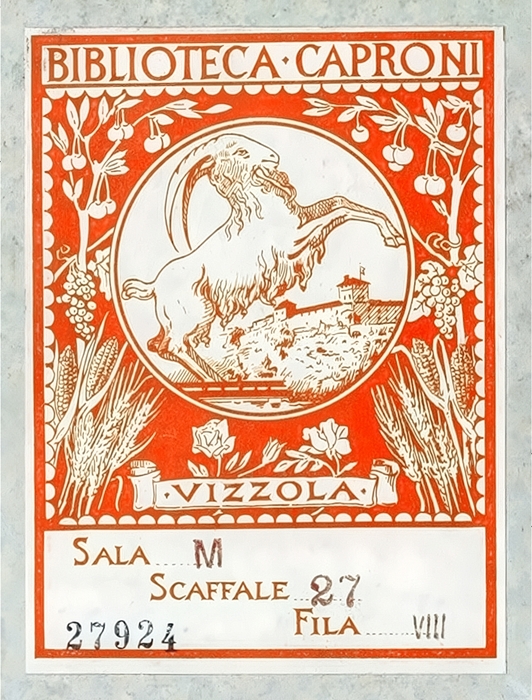 BIBLIOTECA·CAPRONI
·VIZZOLA·
SALA.....M
SCAFFALE...27
FILA.......VIII
27924